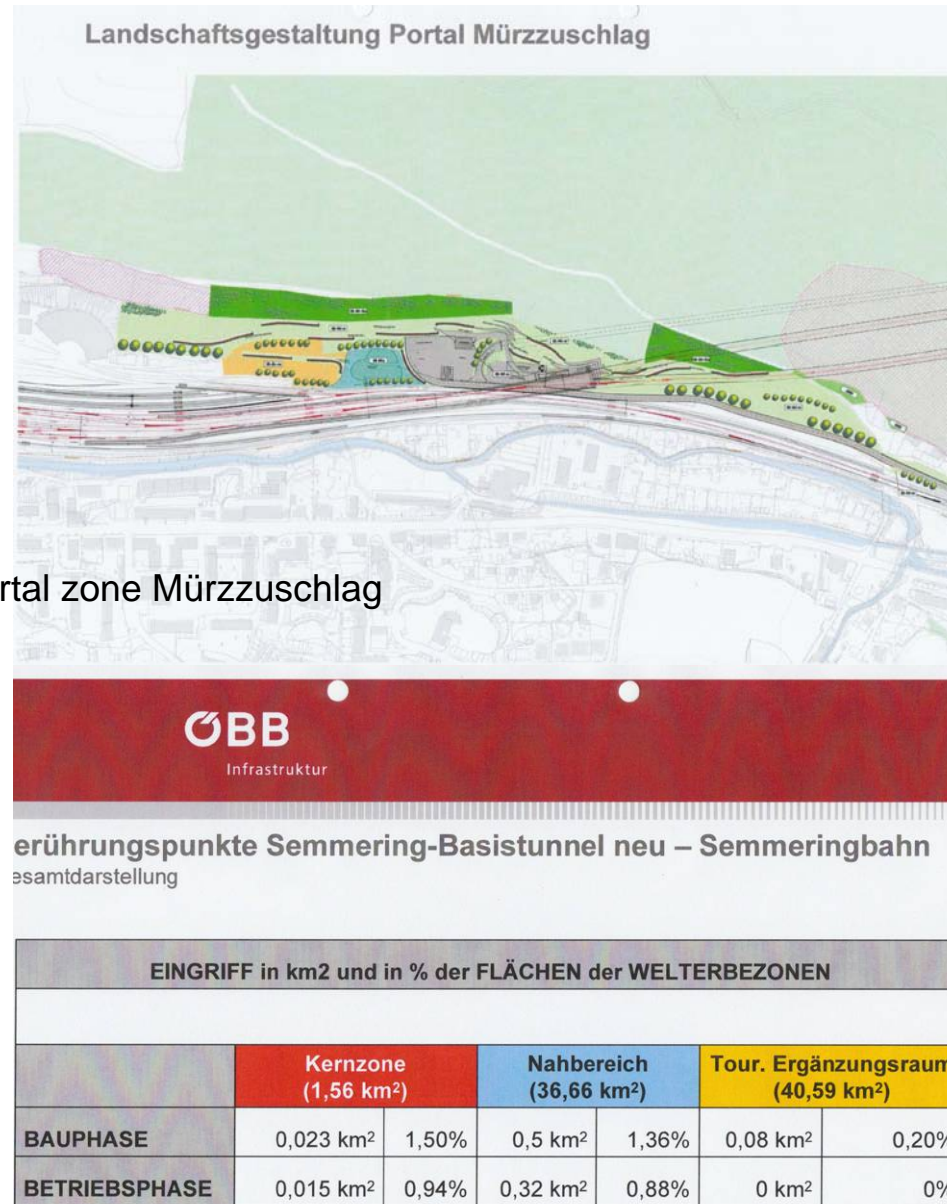 Landschaftsgestaltung Portal Mürzzuschlag
rtal zone Mürzzuschlag
ÖBB
Infrastruktur
erührungspunkte Semmering-Basistunnel neu – Semmeringbahn
esamtdarstellung
EINGRIFF in km2 und in % der FLÄCHEN der WELTERBEZONEN
Kernzone Nahbereich Tour. Ergänzungsraum
(1,56 km²) (36,66 km²) (40,59 km²)
BAUPHASE 0,023 km² 1,50% 0,5 km² 1,36% 0,08 km² 0,20%
BETRIEBSPHASE 0,015 km² 0,94% 0,32 km² 0,88% 0 km² 0%